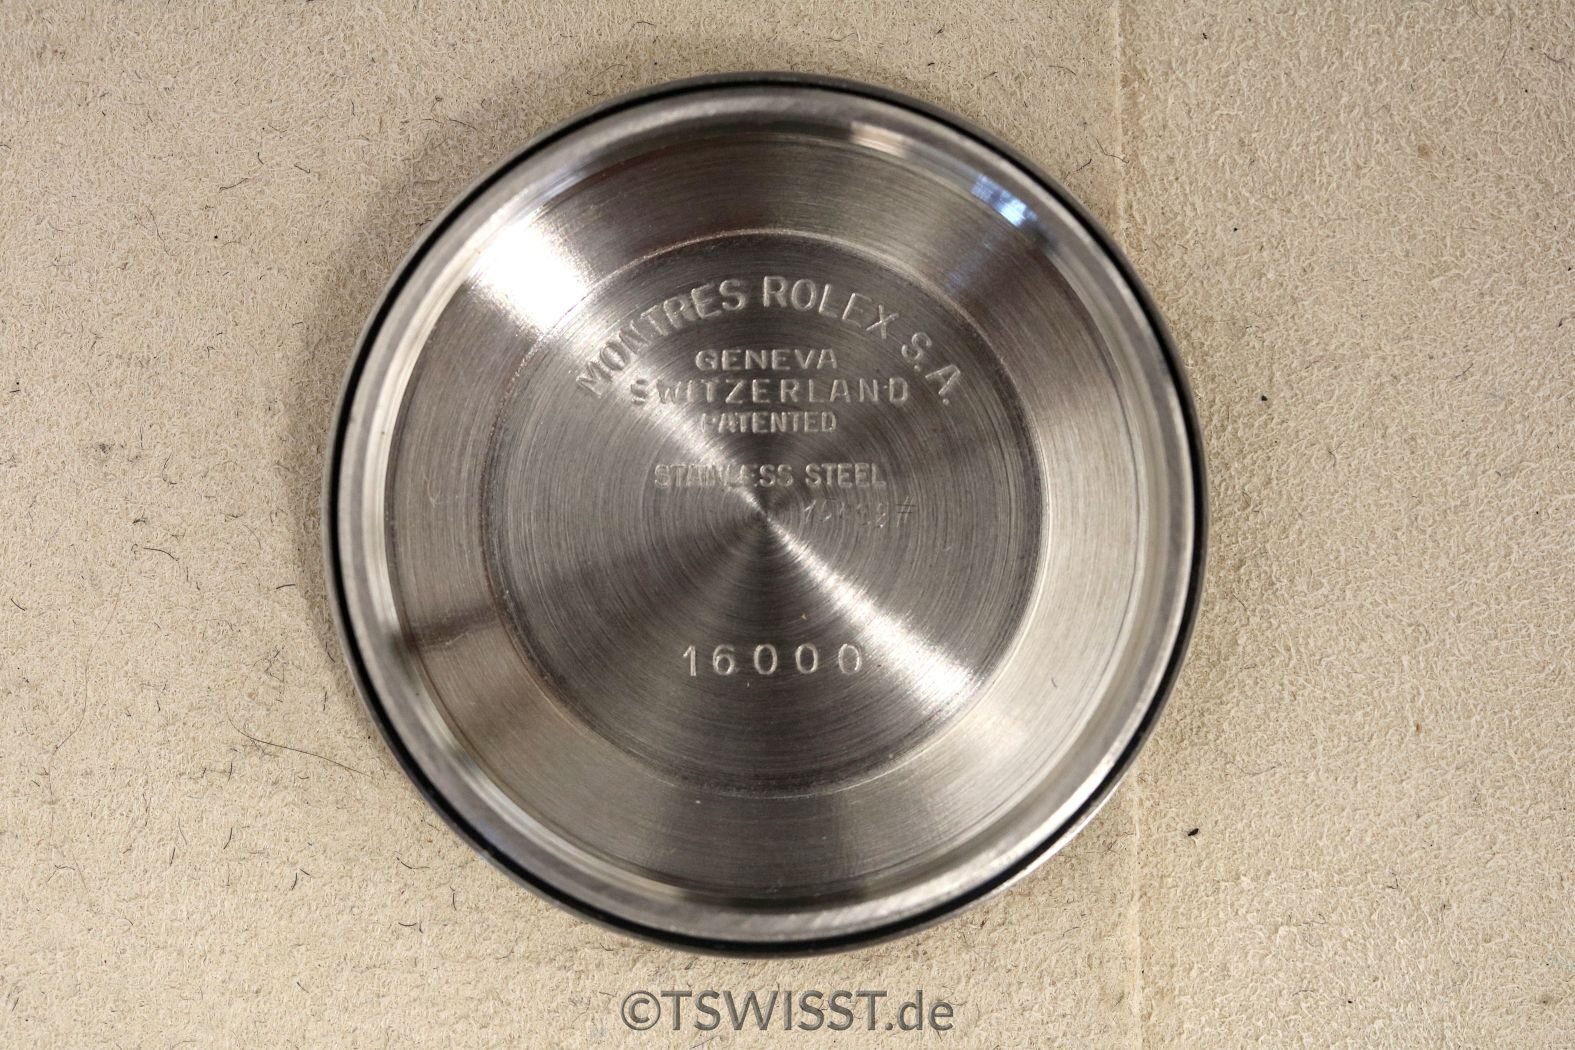 MONTRES ROLEX S.A.
GENEVA
SWITZERLAND
PATENTED
STAINLESS STEEL
16000
©TSWISST.de